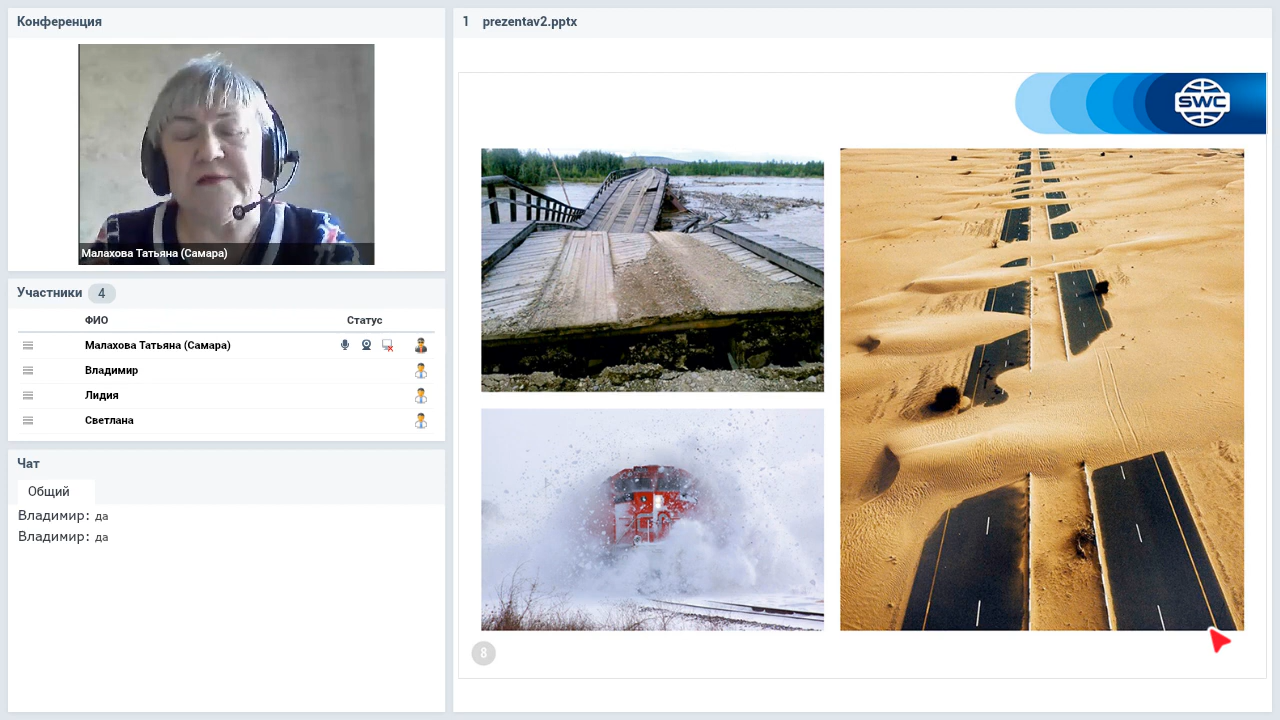 Конференция
Малахова Татьяна (Самара)
Участники 4
ФИО Статус
Малахова Татьяна (Самара)
Владимир
Лидия
Светлана
Чат
Общий
Владимир: да
Владимир: да
1 prezentav2.pptx
SWC
8